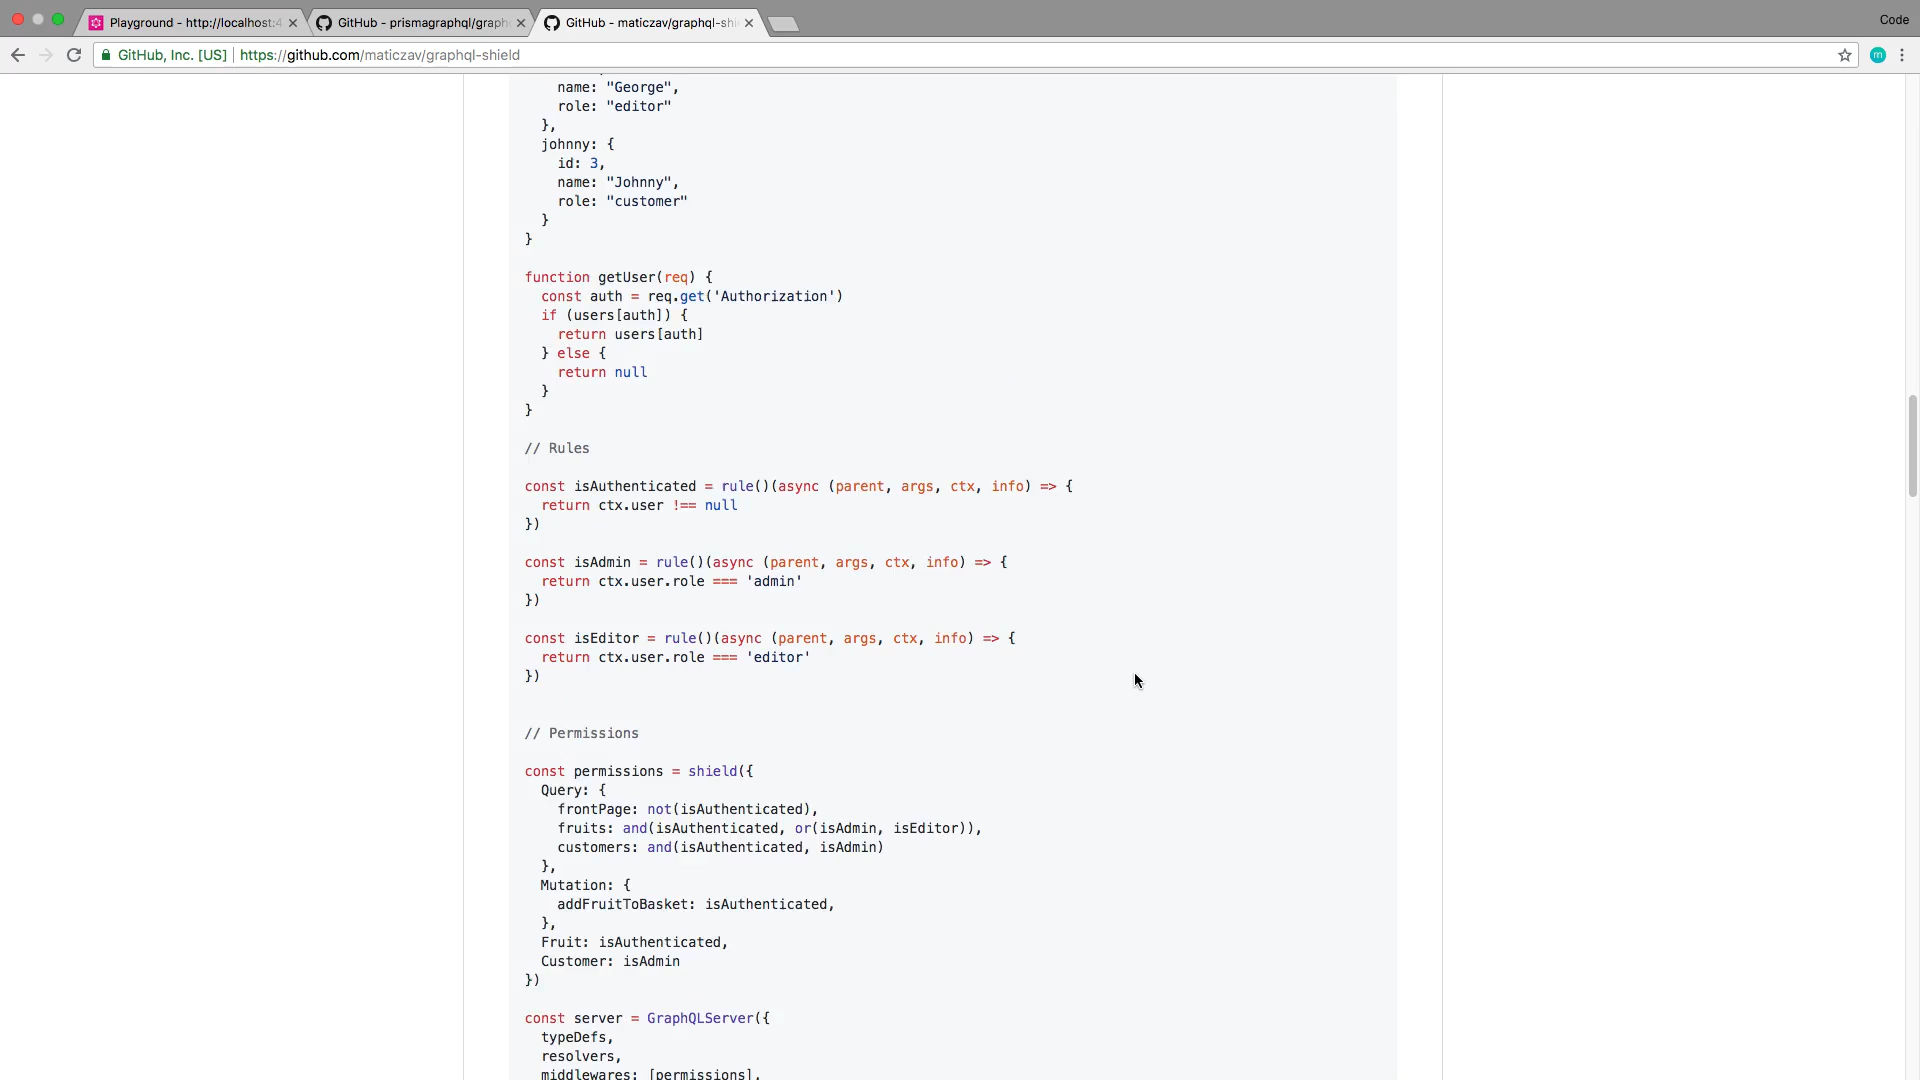 Playground - http://localhost:4
GitHub - prismagraphql/graph
GitHub - maticzav/graphql-shi
Code
GitHub, Inc. [US] https://github.com/maticzav/graphql-shield
m
name: "George",
role: "editor"
},
johnny: {
id: 3,
name: "Johnny",
role: "customer"
}
}
function getUser(req) {
const auth = req.get('Authorization')
if (users[auth]) {
return users[auth]
} else {
return null
}
}
// Rules
const isAuthenticated = rule()(async (parent, args, ctx, info) => {
return ctx.user !== null
})
const isAdmin = rule()(async (parent, args, ctx, info) => {
return ctx.user.role === 'admin'
})
const isEditor = rule()(async (parent, args, ctx, info) => {
return ctx.user.role === 'editor'
})
// Permissions
const permissions = shield({
Query: {
frontPage: not(isAuthenticated),
fruits: and(isAuthenticated, or(isAdmin, isEditor)),
customers: and(isAuthenticated, isAdmin)
},
Mutation: {
addFruitToBasket: isAuthenticated,
},
Fruit: isAuthenticated,
Customer: isAdmin
})
const server = GraphQLServer({
typeDefs,
resolvers,
middlewares: [permissions],